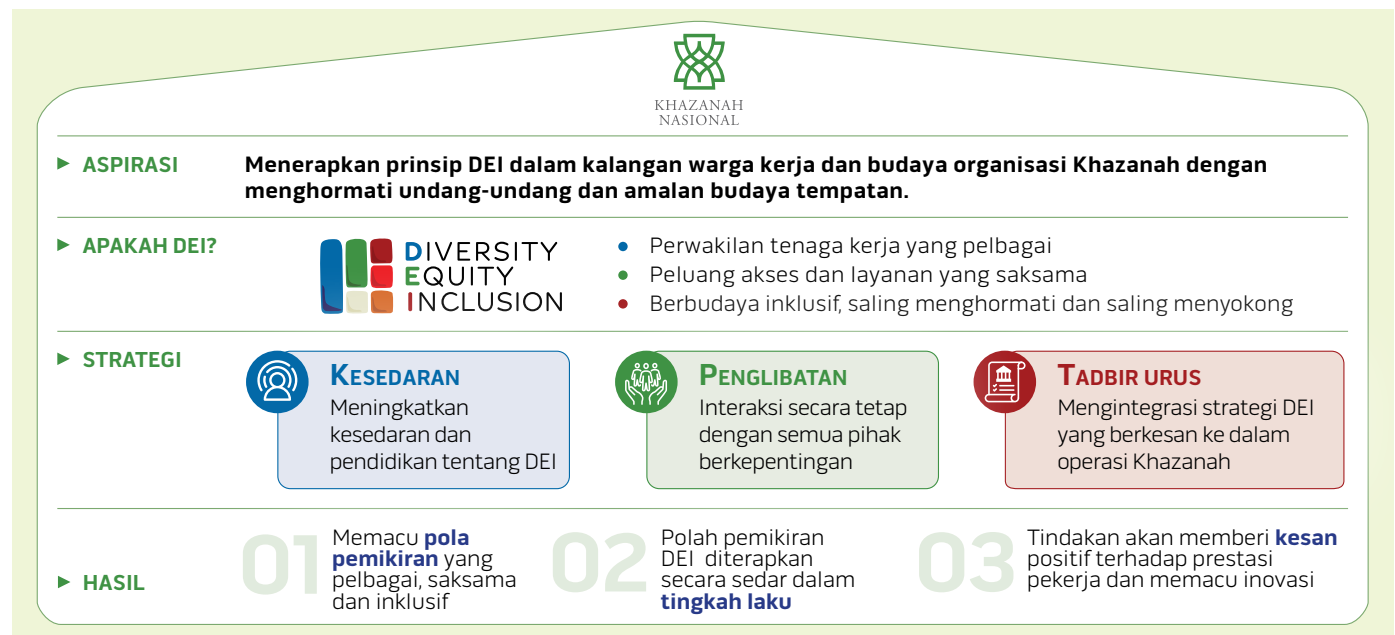 KHAZANAH
NASIONAL
ASPIRASI
Menerapkan prinsip DEI dalam kalangan warga kerja dan budaya organisasi Khazanah dengan
menghormati undang-undang dan amalan budaya tempatan.
APAKAH DEI?
DIVERSITY
EQUITY
INCLUSION
Perwakilan tenaga kerja yang pelbagai
Peluang akses dan layanan yang saksama
Berbudaya inklusif, saling menghormati dan saling menyokong
STRATEGI
KESEDARAN
Meningkatkan
kesedaran dan
pendidikan tentang DEI
PENGLIBATAN
Interaksi secara tetap
dengan semua pihak
berkepentingan
TADBIR URUS
Mengintegrasi strategi DEI
yang berkesan ke dalam
operasi Khazanah
HASIL
01
Memacu pola
pemikiran yang
pelbagai, saksama
dan inklusif
02
Polah pemikiran
DEI diterapkan
secara sedar dalam
tingkah laku
03
Tindakan akan memberi kesan
positif terhadap prestasi
pekerja dan memacu inovasi